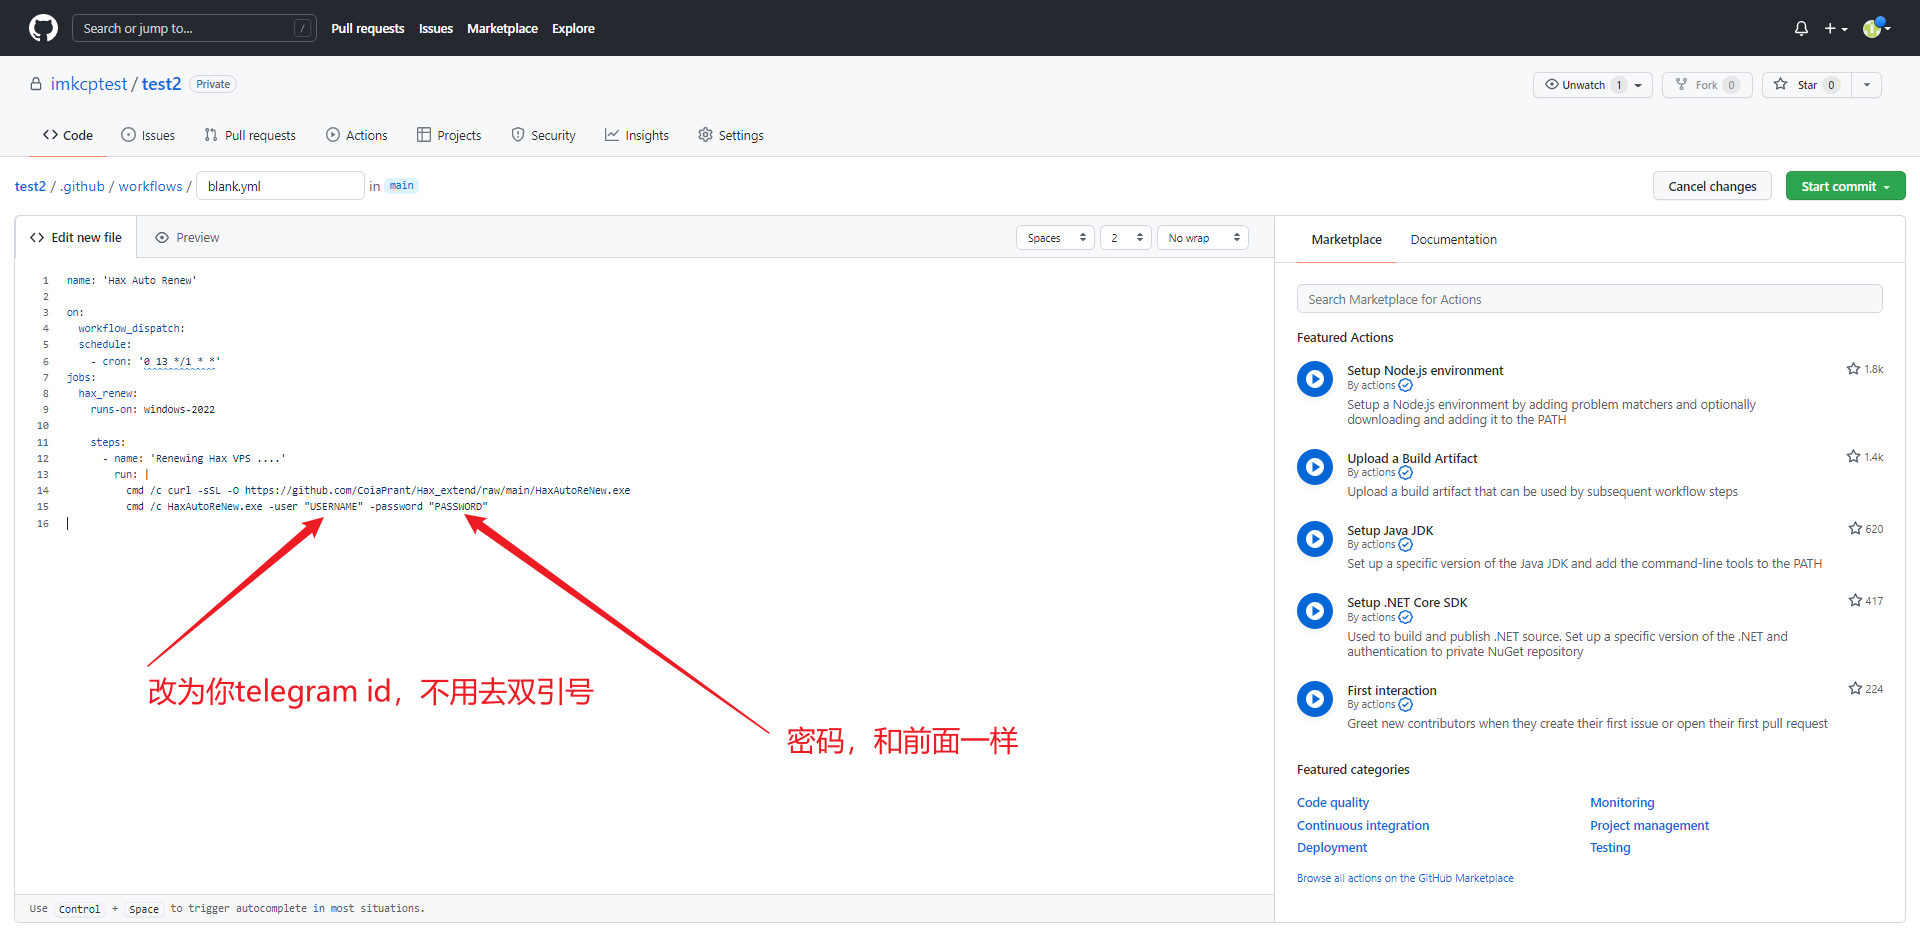 Search or jump to... /
Pull requests Issues Marketplace Explore
imkcptest / test2 Private
Unwatch 1 Fork 0 Star 0
Code Issues Pull requests Actions Projects Security Insights Settings
test2 / .github / workflows / blank.yml in main
Cancel changes Start commit
Edit new file Preview
Spaces 2 No wrap
1 name: 'Hax Auto Renew'
2
3 on:
4 workflow_dispatch:
5 schedule:
6 - cron: '0 13 */1 * *'
7 jobs:
8 hax_renew:
9 runs-on: windows-2022
10
11 steps:
12 - name: 'Renewing Hax VPS ....'
13 run: |
14 cmd /c curl -sSL -O https://github.com/CoiaPrant/Hax_extend/raw/main/HaxAutoReNew.exe
15 cmd /c HaxAutoReNew.exe -user "USERNAME" -password "PASSWORD"
16
改为你telegram id，不用去双引号
密码，和前面一样
Use Control + Space to trigger autocomplete in most situations.
Marketplace Documentation
Search Marketplace for Actions
Featured Actions
Setup Node.js environment 1.8k
By actions
Setup a Node.js environment by adding problem matchers and optionally
downloading and adding it to the PATH
Upload a Build Artifact 1.4k
By actions
Upload a build artifact that can be used by subsequent workflow steps
Setup Java JDK 620
By actions
Set up a specific version of the Java JDK and add the command-line tools to the PATH
Setup .NET Core SDK 417
By actions
Used to build and publish .NET source. Set up a specific version of the .NET and
authentication to private NuGet repository
First interaction 224
By actions
Greet new contributors when they create their first issue or open their first pull request
Featured categories
Code quality Monitoring
Continuous integration Project management
Deployment Testing
Browse all actions on the GitHub Marketplace